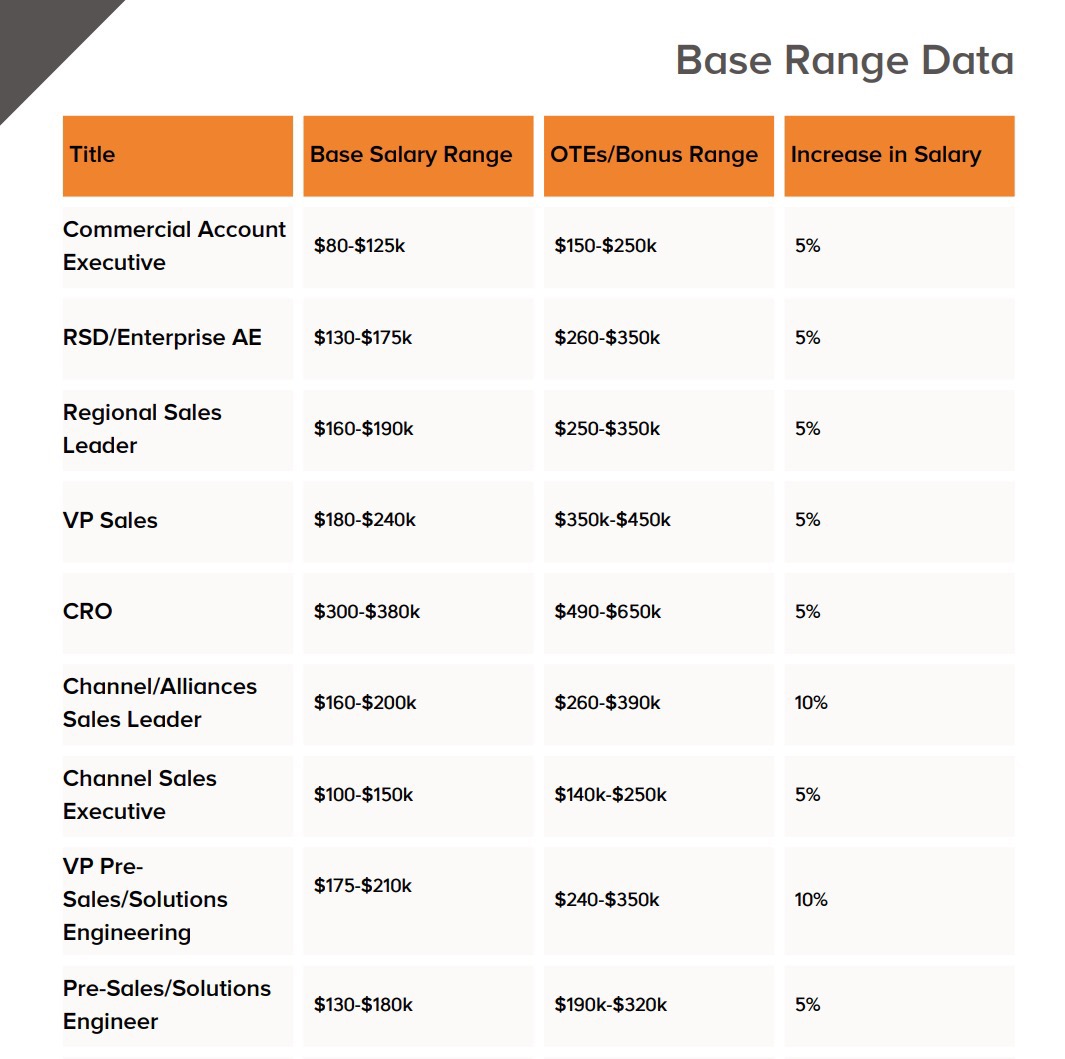 Base Range Data
Title Base Salary Range OTEs/Bonus Range Increase in Salary
Commercial Account
Executive
$80-$125k $150-$250k 5%
RSD/Enterprise AE $130-$175k $260-$350k 5%
Regional Sales
Leader
$160-$190k $250-$350k 5%
VP Sales $180-$240k $350k-$450k 5%
CRO $300-$380k $490-$650k 5%
Channel/Alliances
Sales Leader
$160-$200k $260-$390k 10%
Channel Sales
Executive
$100-$150k $140k-$250k 5%
VP Pre-
Sales/Solutions
Engineering
$175-$210k $240-$350k 10%
Pre-Sales/Solutions
Engineer
$130-$180k $190k-$320k 5%